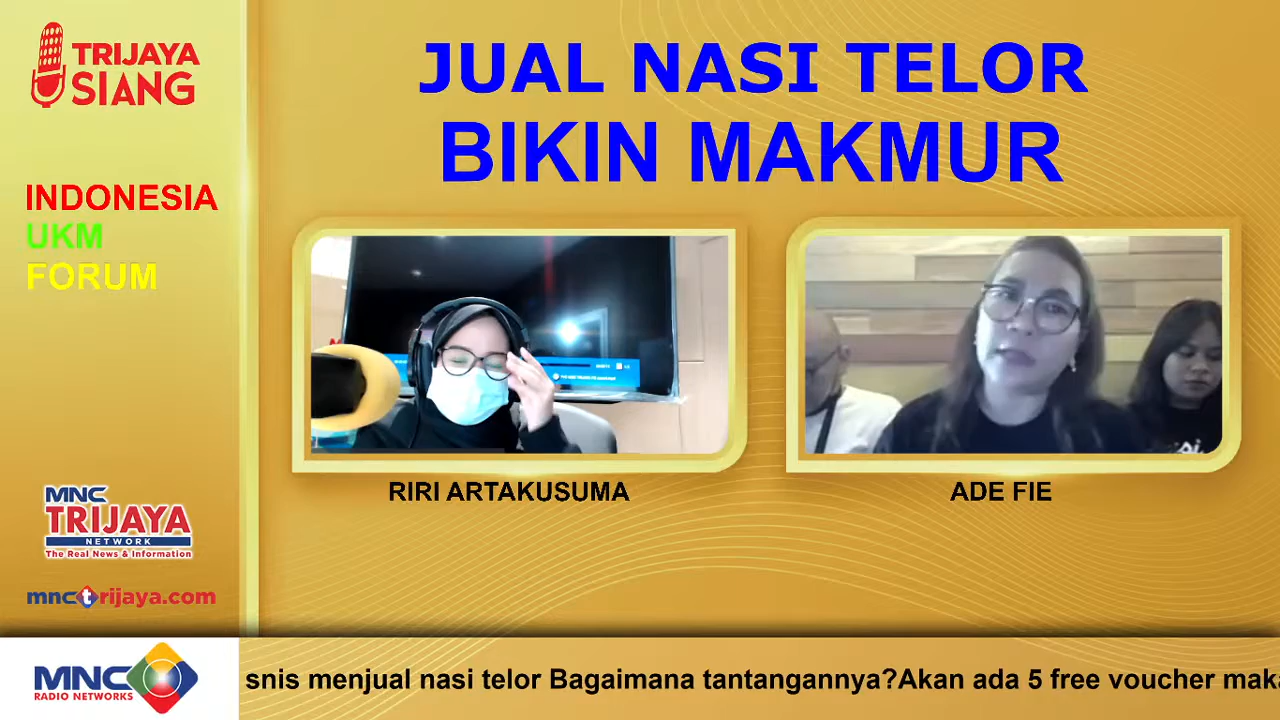 TRIJAYA
SIANG
INDONESIA
UKM
FORUM
MNC
TRIJAYA
NETWORK
The Real News & Information
mnctrijaya.com
JUAL NASI TELOR
BIKIN MAKMUR
RIRI ARTAKUSUMA
ADE FIE
MNC
RADIO NETWORKS
snis menjual nasi telor Bagaimana tantangannya?Akan ada 5 free voucher maka